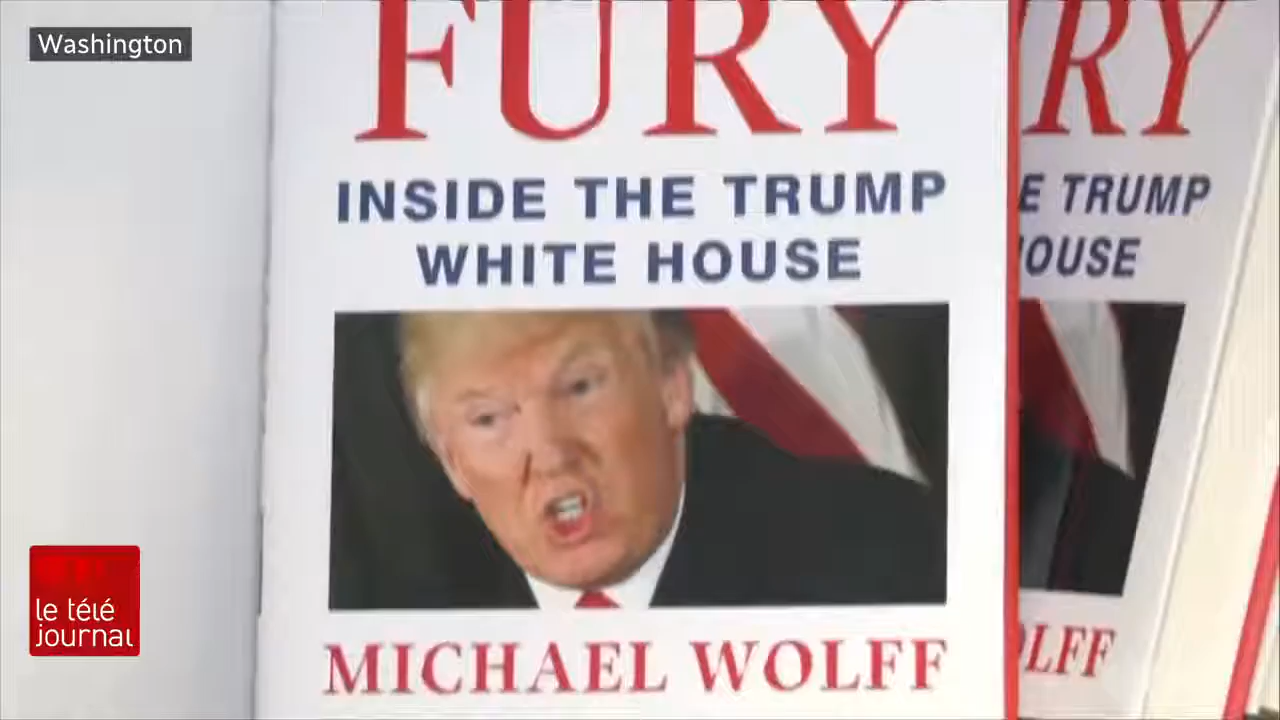 Washington
FURY
INSIDE THE TRUMP
WHITE HOUSE
MICHAEL WOLFF
RY
E TRUMP
OUSE
OLFF
le télé
journal